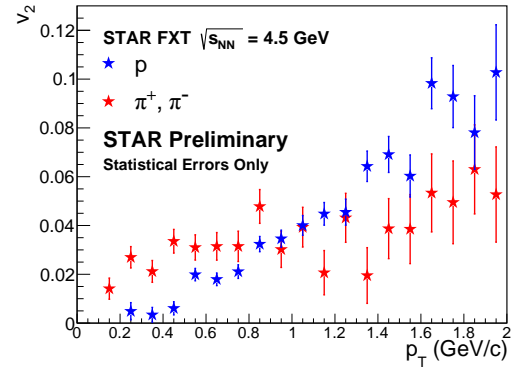 v₂
0.12
0.1
0.08
0.06
0.04
0.02
0
STAR FXT √sNN = 4.5 GeV
p
π⁺, π⁻
STAR Preliminary
Statistical Errors Only
0 0.2 0.4 0.6 0.8 1 1.2 1.4 1.6 1.8 2
pT (GeV/c)